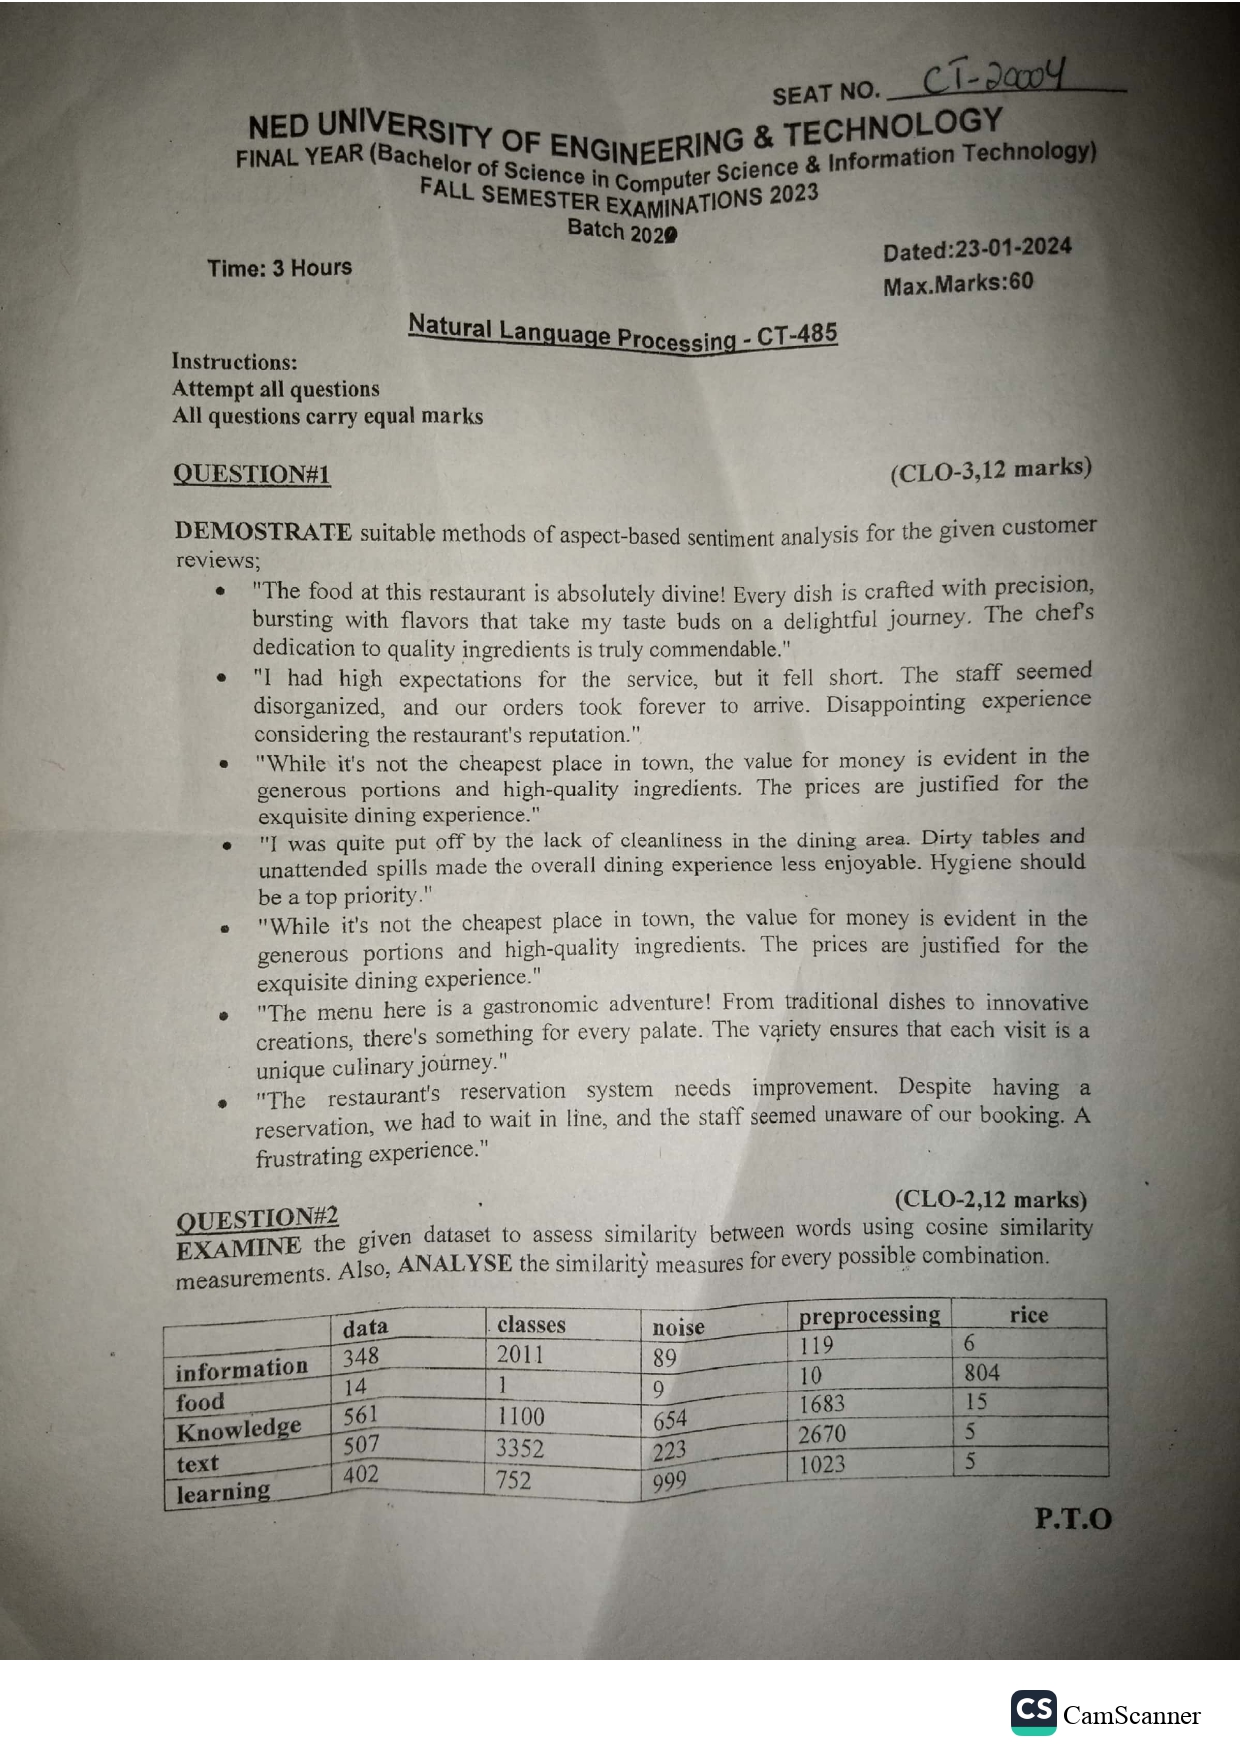 SEAT NO. CT-20004
NED UNIVERSITY OF ENGINEERING & TECHNOLOGY
FINAL YEAR (Bachelor of Science in Computer Science & Information Technology)
FALL SEMESTER EXAMINATIONS 2023
Batch 2020
Dated:23-01-2024
Time: 3 Hours
Max.Marks:60
Natural Language Processing - CT-485
Instructions:
Attempt all questions
All questions carry equal marks
QUESTION#1 (CLO-3,12 marks)
DEMOSTRATE suitable methods of aspect-based sentiment analysis for the given customer
reviews;
• "The food at this restaurant is absolutely divine! Every dish is crafted with precision,
bursting with flavors that take my taste buds on a delightful journey. The chef's
dedication to quality ingredients is truly commendable."
• "I had high expectations for the service, but it fell short. The staff seemed
disorganized, and our orders took forever to arrive. Disappointing experience
considering the restaurant's reputation."
• "While it's not the cheapest place in town, the value for money is evident in the
generous portions and high-quality ingredients. The prices are justified for the
exquisite dining experience."
• "I was quite put off by the lack of cleanliness in the dining area. Dirty tables and
unattended spills made the overall dining experience less enjoyable. Hygiene should
be a top priority."
• "While it's not the cheapest place in town, the value for money is evident in the
generous portions and high-quality ingredients. The prices are justified for the
exquisite dining experience."
• "The menu here is a gastronomic adventure! From traditional dishes to innovative
creations, there's something for every palate. The variety ensures that each visit is a
unique culinary journey."
• "The restaurant's reservation system needs improvement. Despite having a
reservation, we had to wait in line, and the staff seemed unaware of our booking. A
frustrating experience."
QUESTION#2 (CLO-2,12 marks)
EXAMINE the given dataset to assess similarity between words using cosine similarity
measurements. Also, ANALYSE the similarity measures for every possible combination.
data classes noise preprocessing rice
information 348 2011 89 119 6
food 14 1 9 10 804
Knowledge 561 1100 654 1683 15
text 507 3352 223 2670 5
learning 402 752 999 1023 5
P.T.O
CS CamScanner